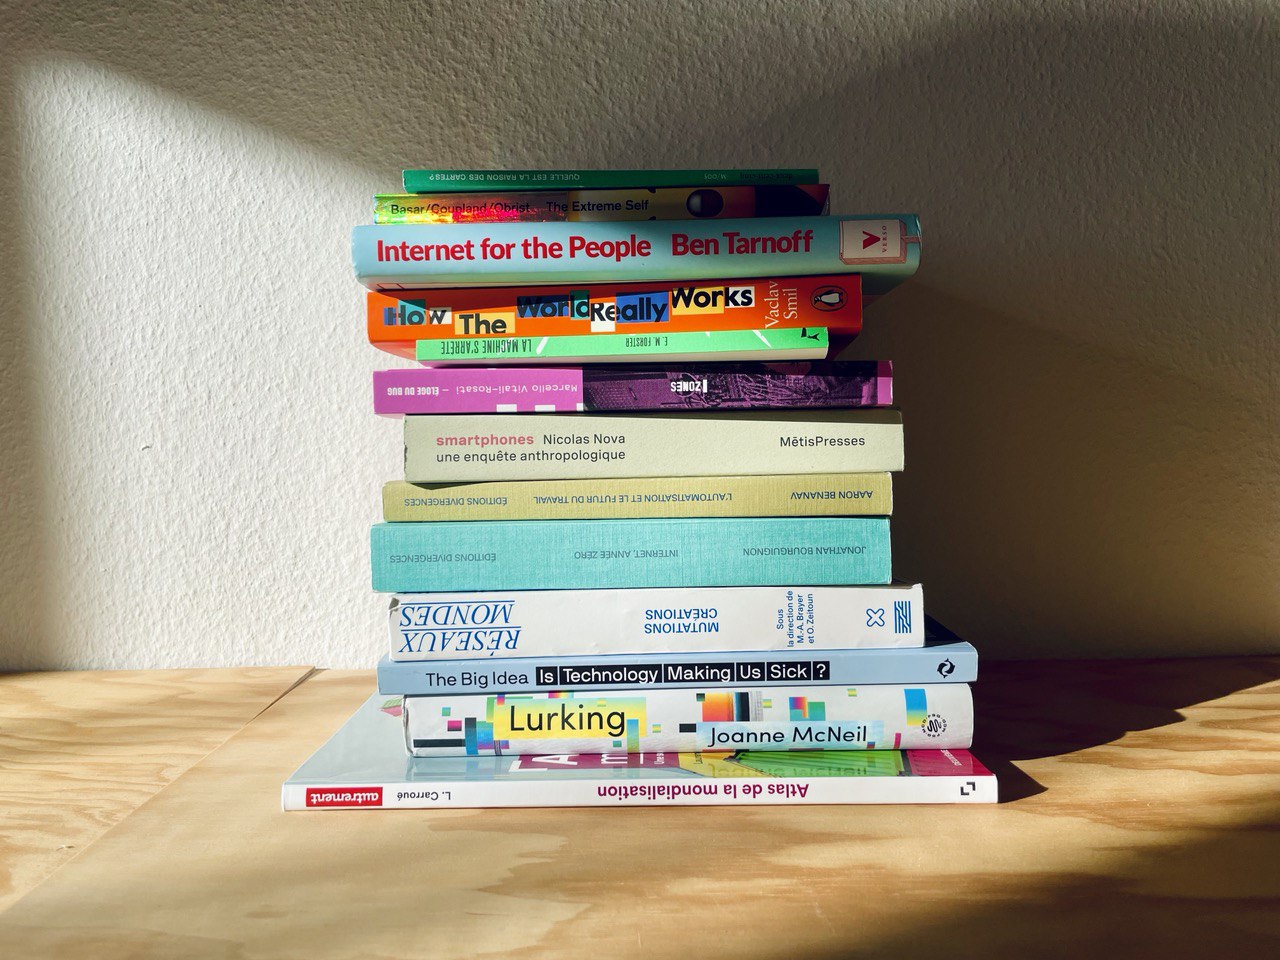 QUELLE EST LA RAISON DES CARTES ?
Basar/Coupland/Obrist The Extreme Self
Internet for the People Ben Tarnoff
VERSO
How The World Really Works
Vaclav
Smil
E. M. FORSTER LA MACHINE S'ARRÊTE
ZONES Marcello Vitali-Rosati – ÉLOGE DU BUG
smartphones Nicolas Nova MētisPresses
une enquête anthropologique
AARON BENANAV L'AUTOMATISATION ET LE FUTUR DU TRAVAIL ÉDITIONS DIVERGENCES
JONATHAN BOURGUIGNON INTERNET, ANNÉE ZÉRO ÉDITIONS DIVERGENCES
Sous
la direction de
M.-A. Brayer
et O. Zeitoun
MUTATIONS
CRÉATIONS
RÉSEAUX
MONDES
The Big Idea Is Technology Making Us Sick ?
Lurking
Joanne McNeil
Atlas de la mondialisation L. Carroué autrement